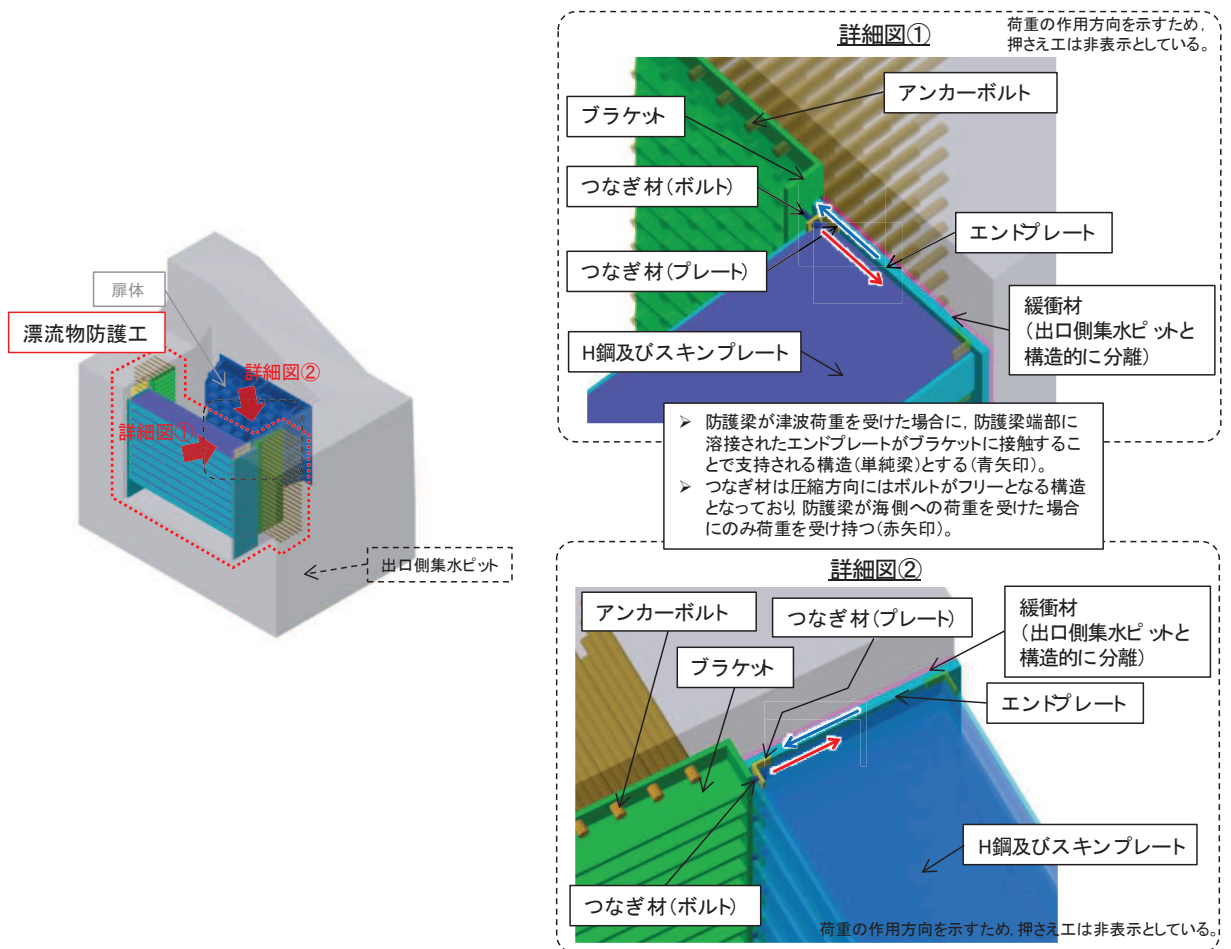 扉体
漂流物防護工
詳細図②
詳細図①
出口側集水ピット
詳細図①
荷重の作用方向を示すため，
押さえ工は非表示としている。
アンカーボルト
ブラケット
つなぎ材(ボルト)
エンドプレート
つなぎ材(プレート)
緩衝材
(出口側集水ピットと
構造的に分離)
H鋼及びスキンプレート
➢ 防護梁が津波荷重を受けた場合に，防護梁端部に
溶接されたエンドプレートがブラケットに接触するこ
とで支持される構造(単純梁)とする(青矢印)。
➢ つなぎ材は圧縮方向にはボルトがフリーとなる構造
となっており，防護梁が海側への荷重を受けた場合
にのみ荷重を受け持つ(赤矢印)。
詳細図②
アンカーボルト
つなぎ材(プレート)
緩衝材
(出口側集水ピットと
構造的に分離)
ブラケット
エンドプレート
H鋼及びスキンプレート
つなぎ材(ボルト)
荷重の作用方向を示すため，押さえ工は非表示としている。